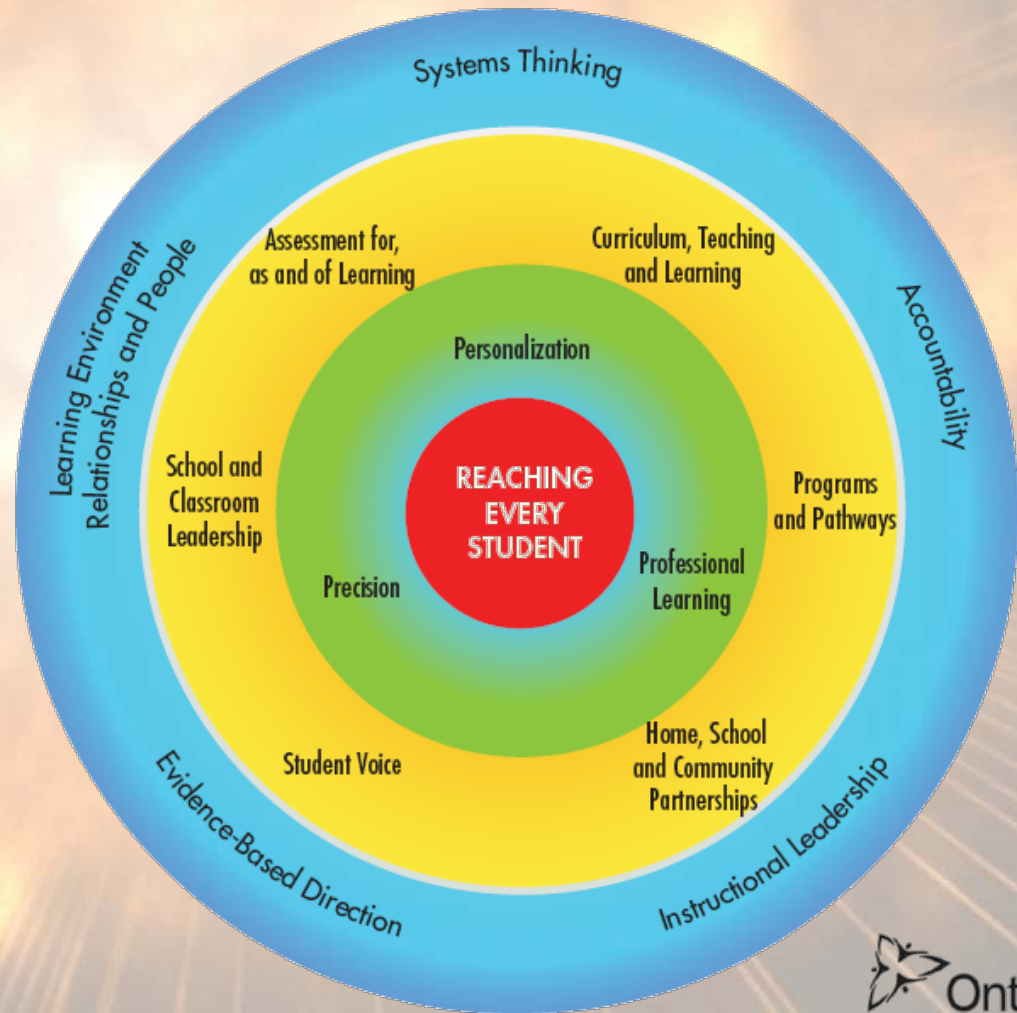 Systems Thinking
Assessment for,
as and of Learning
Curriculum, Teaching
and Learning
Learning Environment
Relationships and People
Accountability
Personalization
School and
Classroom
Leadership
REACHING
EVERY
STUDENT
Programs
and Pathways
Precision
Professional
Learning
Student Voice
Home, School
and Community
Partnerships
Evidence-Based Direction
Instructional Leadership
Ont